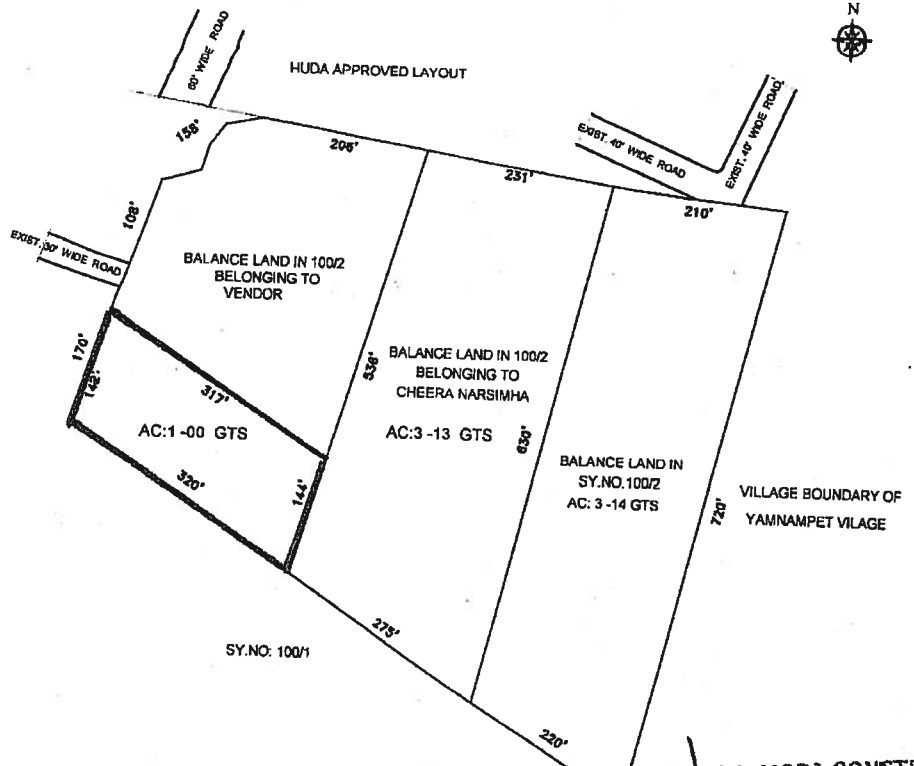 N
60' WIDE ROAD
HUDA APPROVED LAYOUT
158'
206'
EXIST. 40' WIDE ROAD
EXIST. 40' WIDE ROAD
231'
210'
108'
EXIST. 30' WIDE ROAD
BALANCE LAND IN 100/2
BELONGING TO
VENDOR
170'
142'
317'
536'
BALANCE LAND IN 100/2
BELONGING TO
CHEERA NARSIMHA
AC:1 -00 GTS
AC:3 -13 GTS
630'
320'
144'
BALANCE LAND IN
SY.NO.100/2
AC: 3 -14 GTS
720'
VILLAGE BOUNDARY OF
YAMNAMPET VILAGE
275'
SY.NO: 100/1
220'